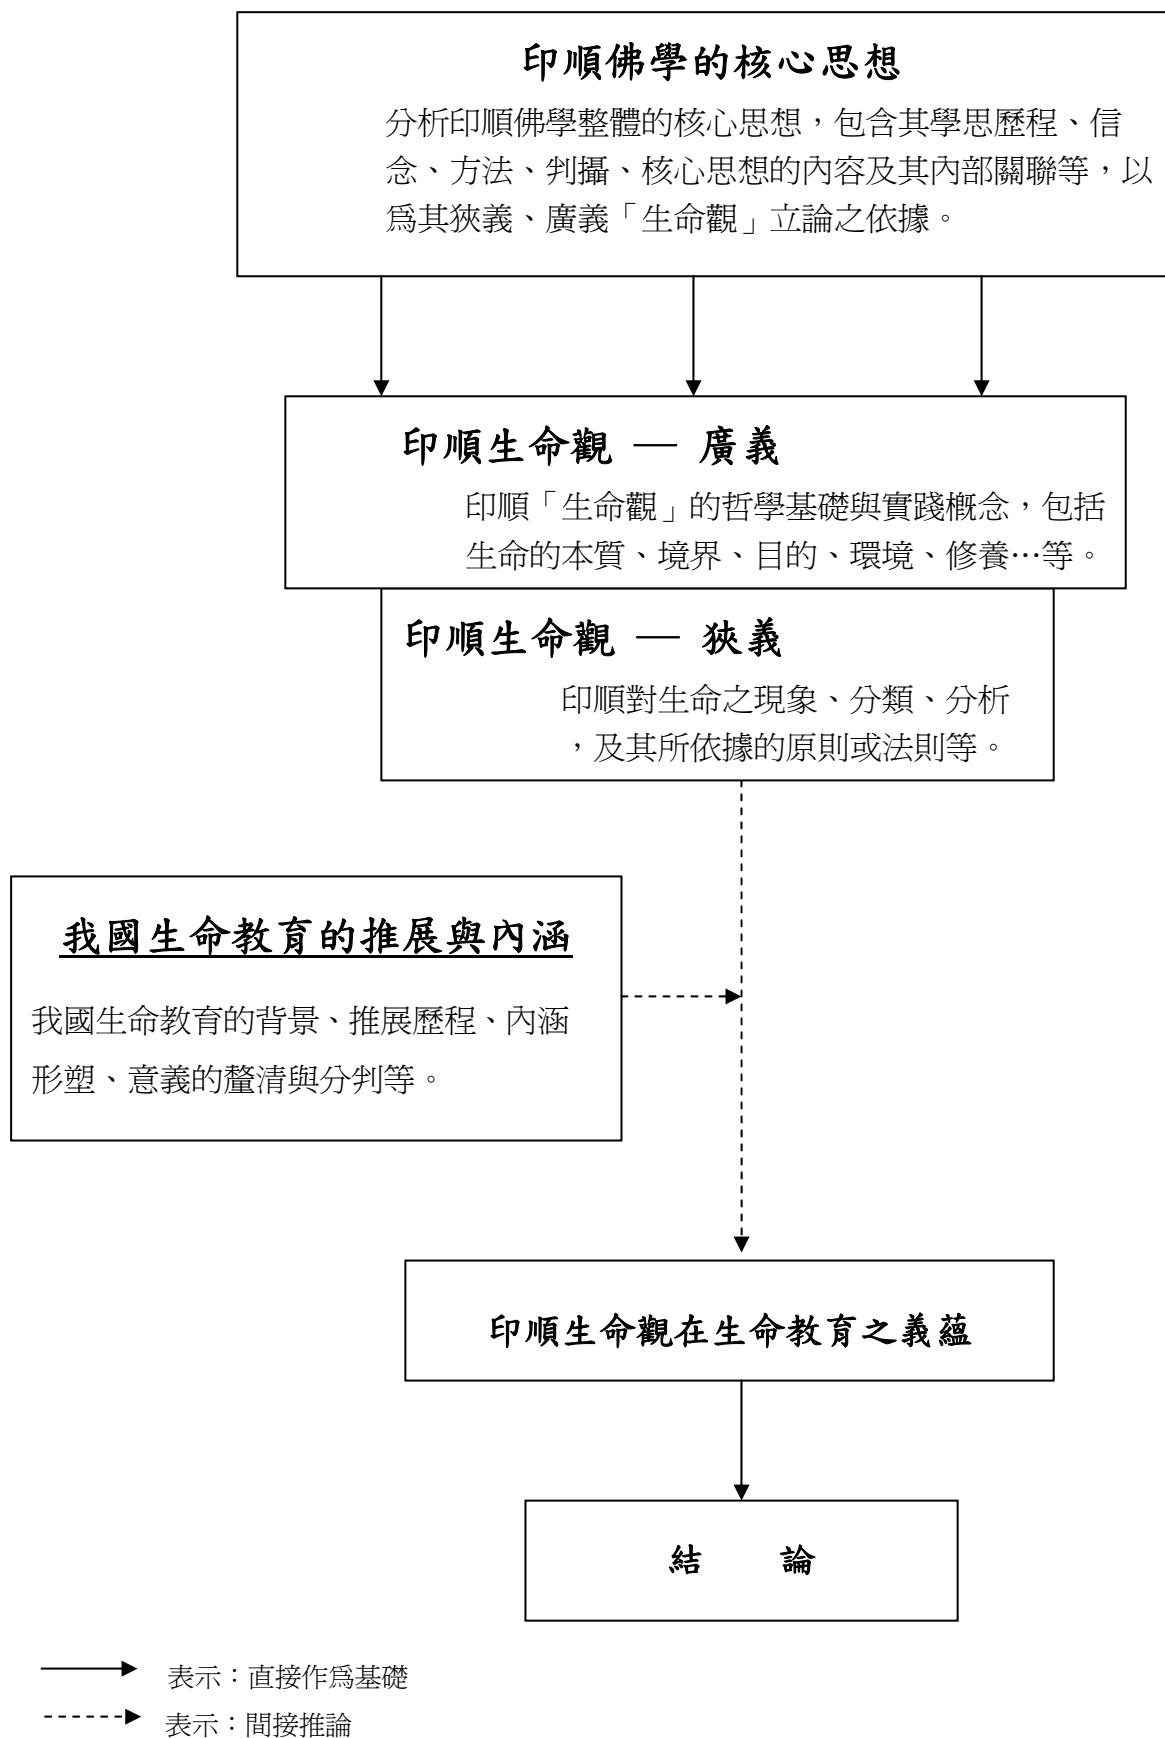 印順佛學的核心思想
分析印順佛學整體的核心思想，包含其學思歷程、信
念、方法、判攝、核心思想的內容及其內部關聯等，以
為其狹義、廣義「生命觀」立論之依據。
印順生命觀 — 廣義
印順「生命觀」的哲學基礎與實踐概念，包括
生命的本質、境界、目的、環境、修養…等。
印順生命觀 — 狹義
印順對生命之現象、分類、分析
，及其所依據的原則或法則等。
我國生命教育的推展與內涵
我國生命教育的背景、推展歷程、內涵
形塑、意義的釐清與分判等。
印順生命觀在生命教育之義蘊
結　　論
表示：直接作為基礎
表示：間接推論